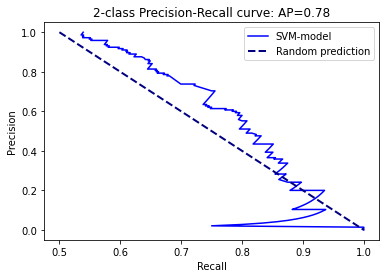 2-class Precision-Recall curve: AP=0.78
SVM-model
Random prediction
Precision
1.0
0.8
0.6
0.4
0.2
0.0
0.5 0.6 0.7 0.8 0.9 1.0
Recall